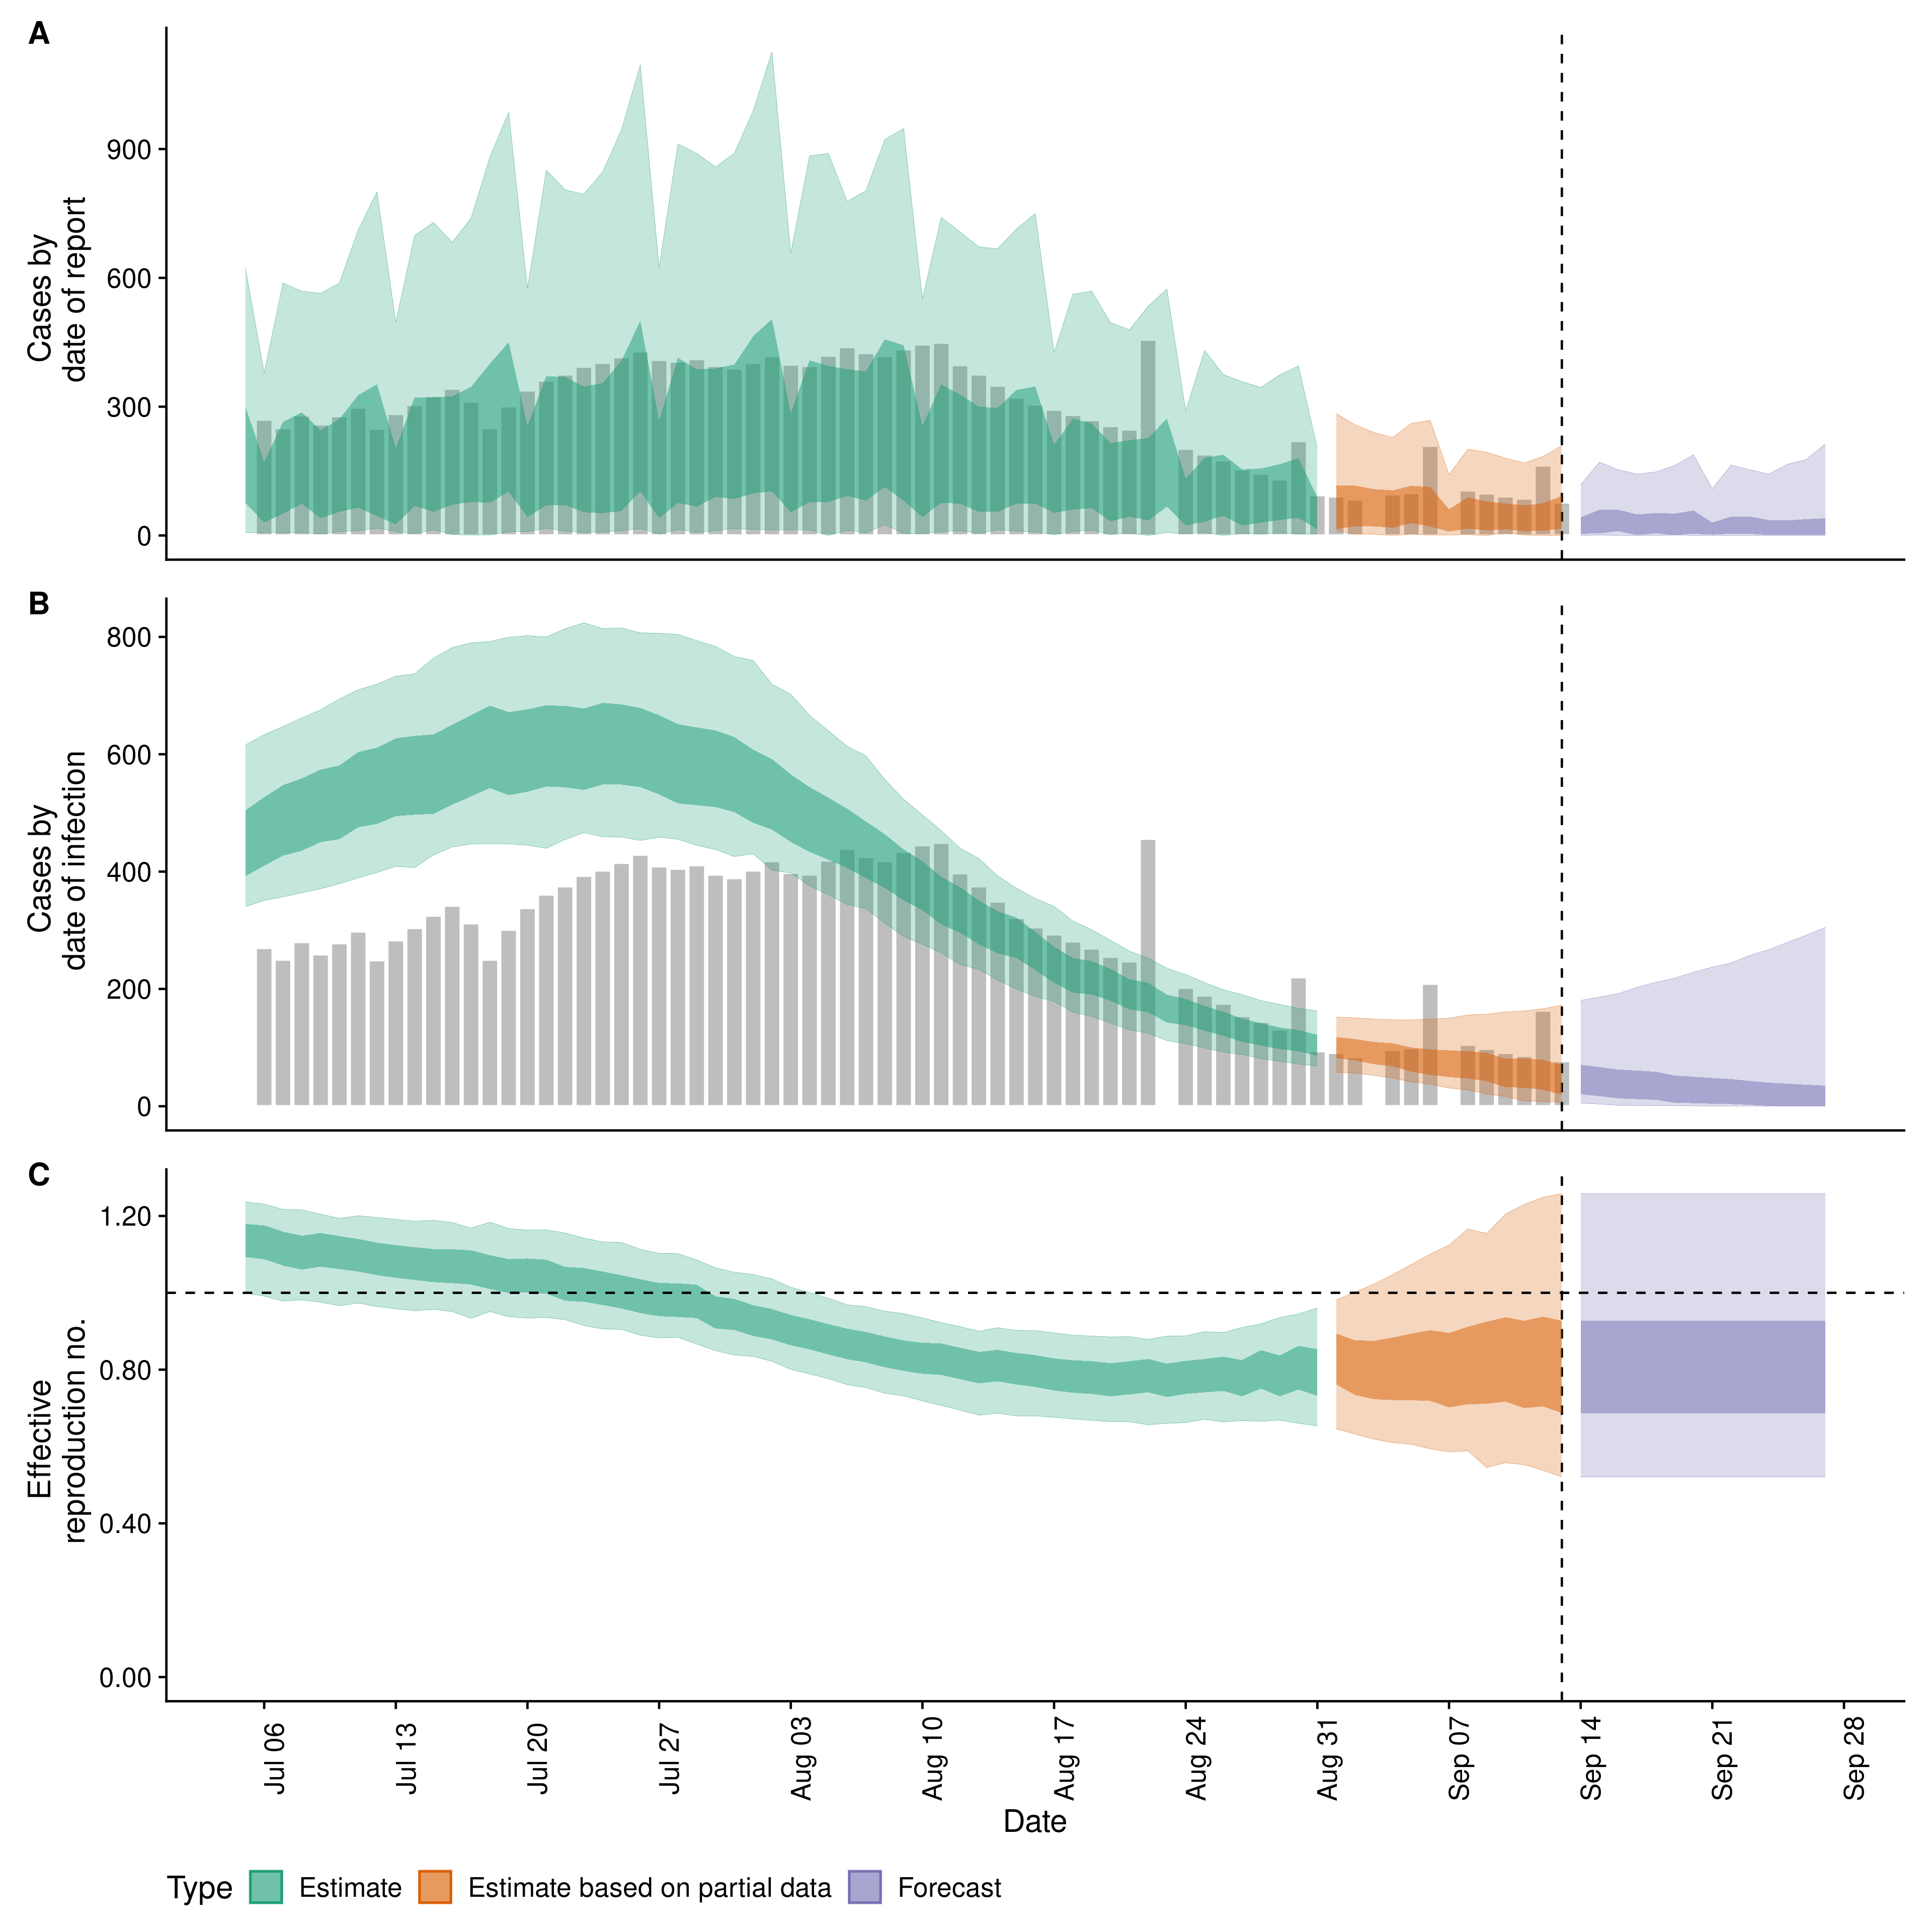 A
Cases by
date of report
900
600
300
0
B
Cases by
date of infection
800
600
400
200
0
C
Effective
reproduction no.
1.20
0.80
0.40
0.00
Jul 06
Jul 13
Jul 20
Jul 27
Aug 03
Aug 10
Aug 17
Aug 24
Aug 31
Sep 07
Sep 14
Sep 21
Sep 28
Date
Type Estimate Estimate based on partial data Forecast